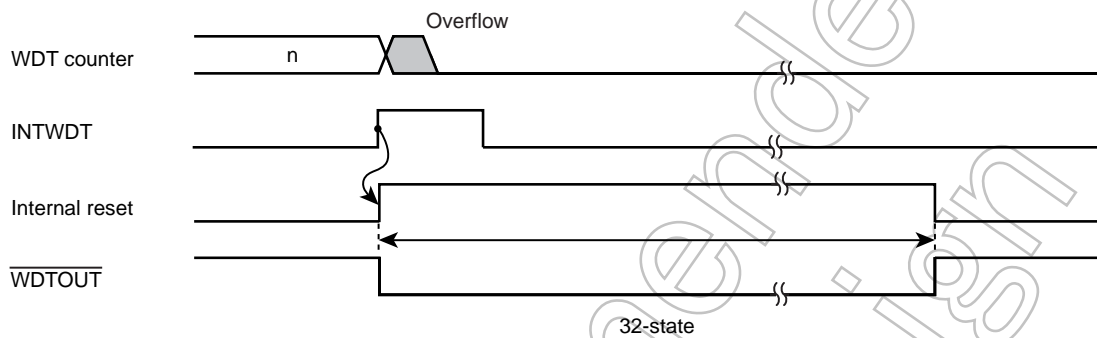 Overflow
WDT counter
n
INTWDT
Internal reset
WDTOUT
32-state